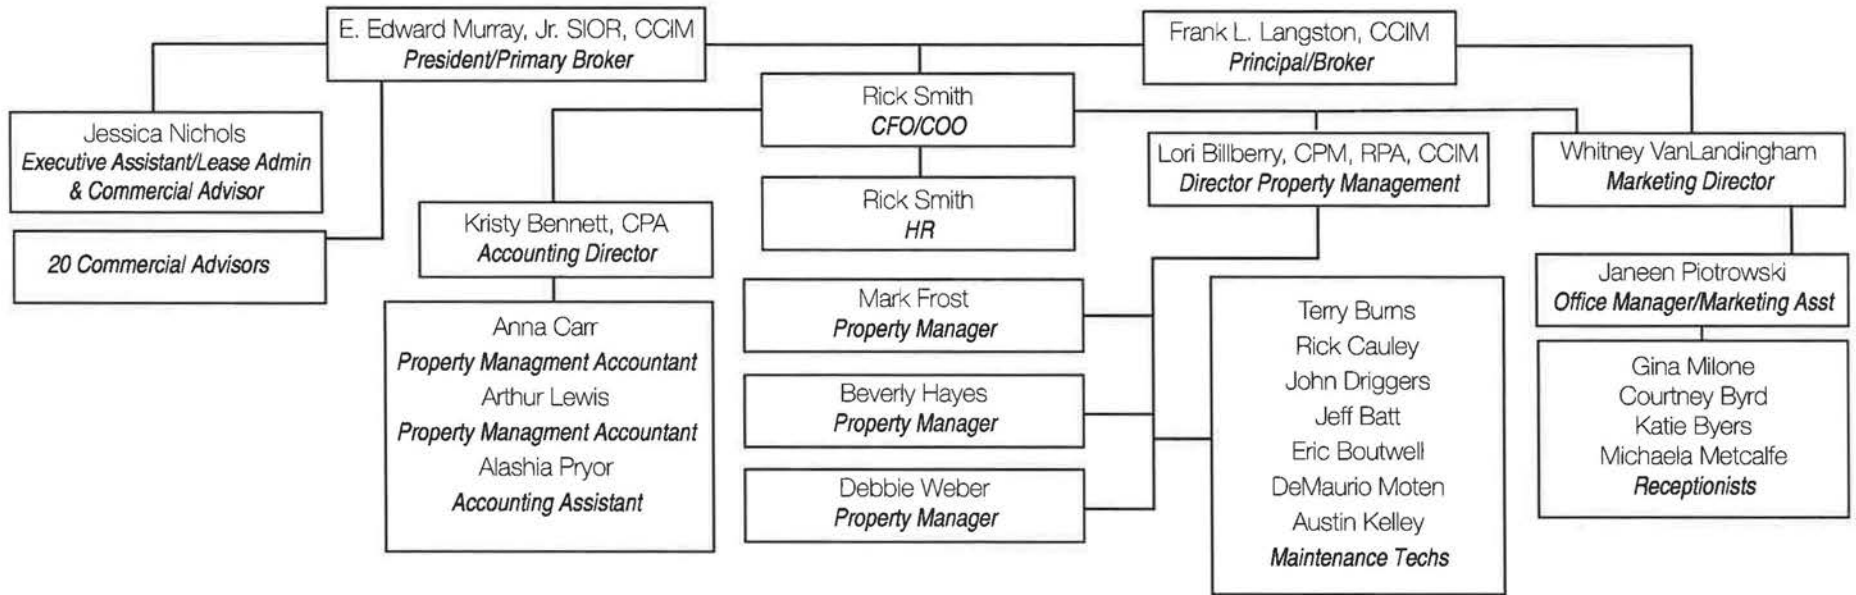 E. Edward Murray, Jr. SIOR, CCIM
President/Primary Broker
Frank L. Langston, CCIM
Principal/Broker
Rick Smith
CFO/COO
Jessica Nichols
Executive Assistant/Lease Admin
& Commercial Advisor
Lori Billberry, CPM, RPA, CCIM
Director Property Management
Whitney VanLandingham
Marketing Director
Rick Smith
HR
Kristy Bennett, CPA
Accounting Director
20 Commercial Advisors
Anna Carr
Property Managment Accountant
Arthur Lewis
Property Managment Accountant
Alashia Pryor
Accounting Assistant
Mark Frost
Property Manager
Beverly Hayes
Property Manager
Debbie Weber
Property Manager
Terry Burns
Rick Cauley
John Driggers
Jeff Batt
Eric Boutwell
DeMaurio Moten
Austin Kelley
Maintenance Techs
Janeen Piotrowski
Office Manager/Marketing Asst
Gina Milone
Courtney Byrd
Katie Byers
Michaela Metcalfe
Receptionists